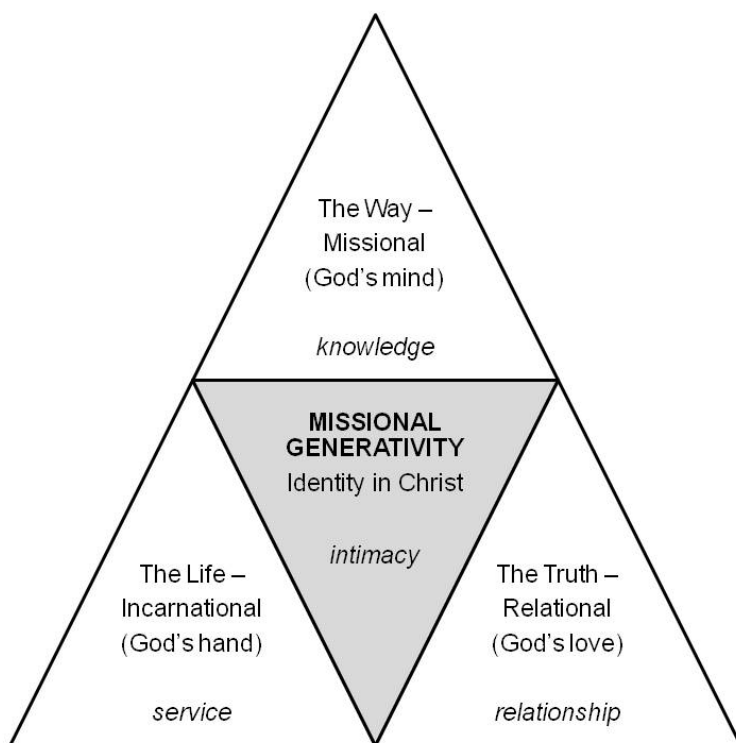 The Way –
Missional
(God's mind)
knowledge
MISSIONAL
GENERATIVITY
Identity in Christ
intimacy
The Life –
Incarnational
(God's hand)
service
The Truth –
Relational
(God's love)
relationship